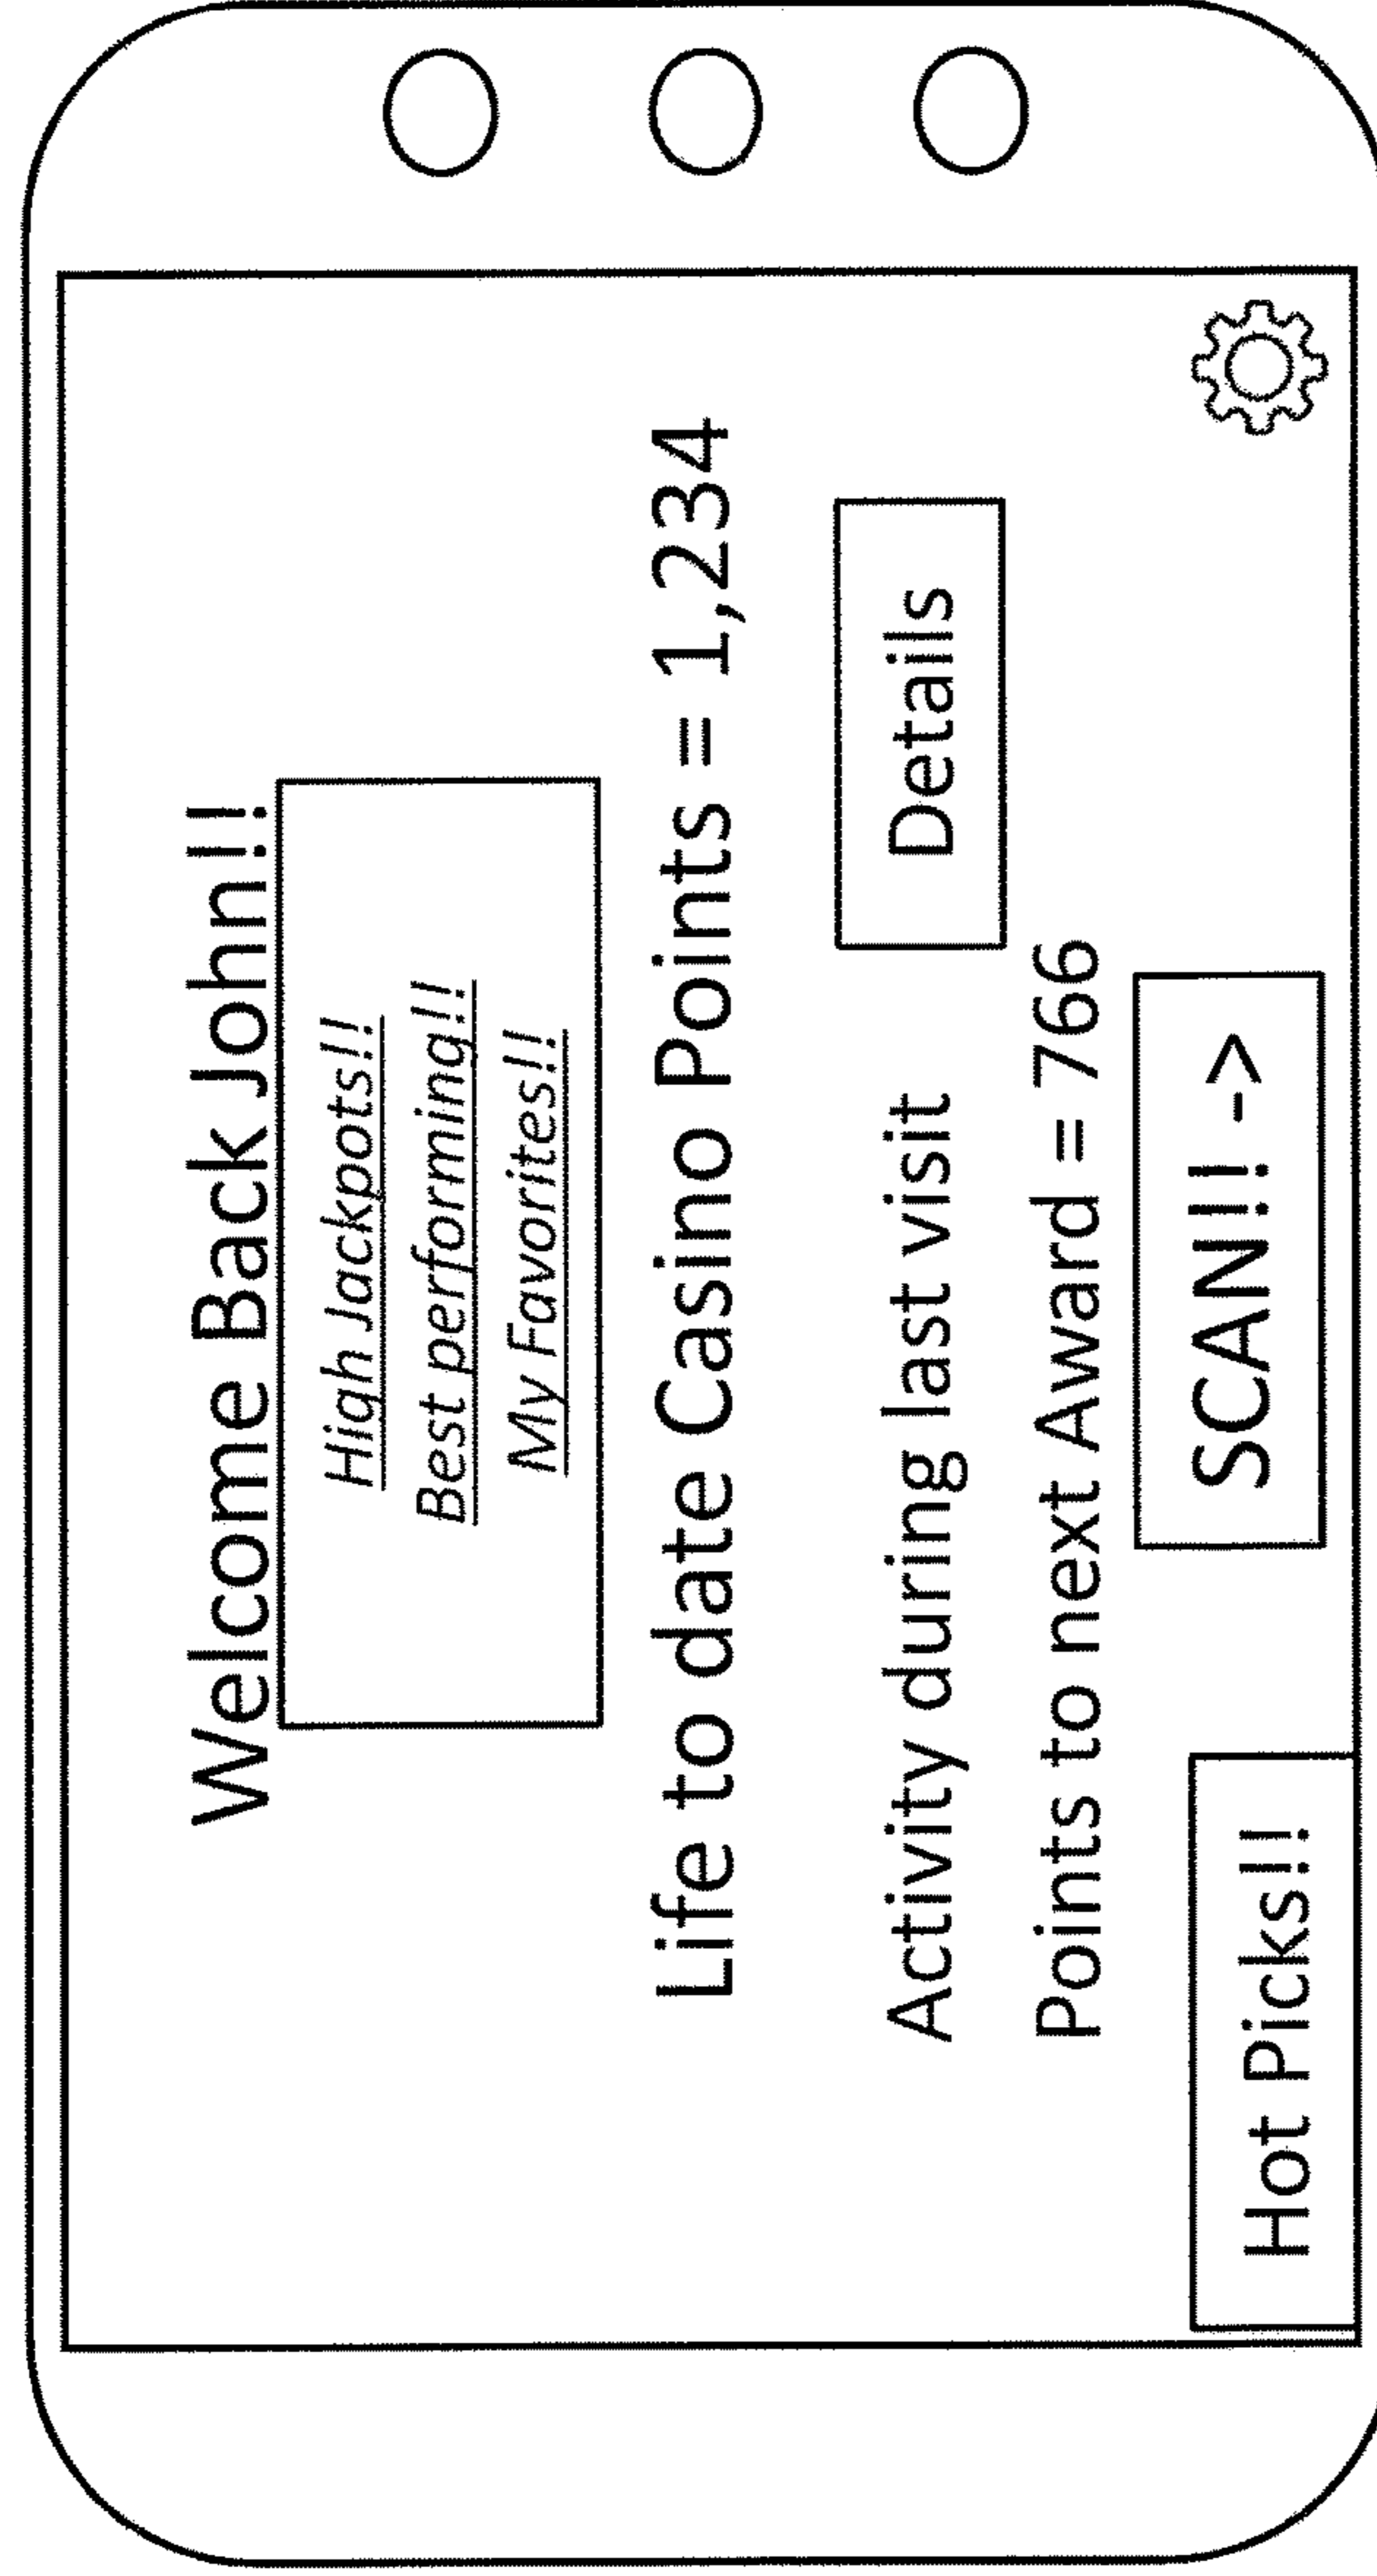 Welcome Back John!!
High Jackpots!!
Best performing!!
My Favorites!!
Life to date Casino Points = 1,234
Activity during last visit
Details
Points to next Award = 766
SCAN!! ->
Hot Picks!!!